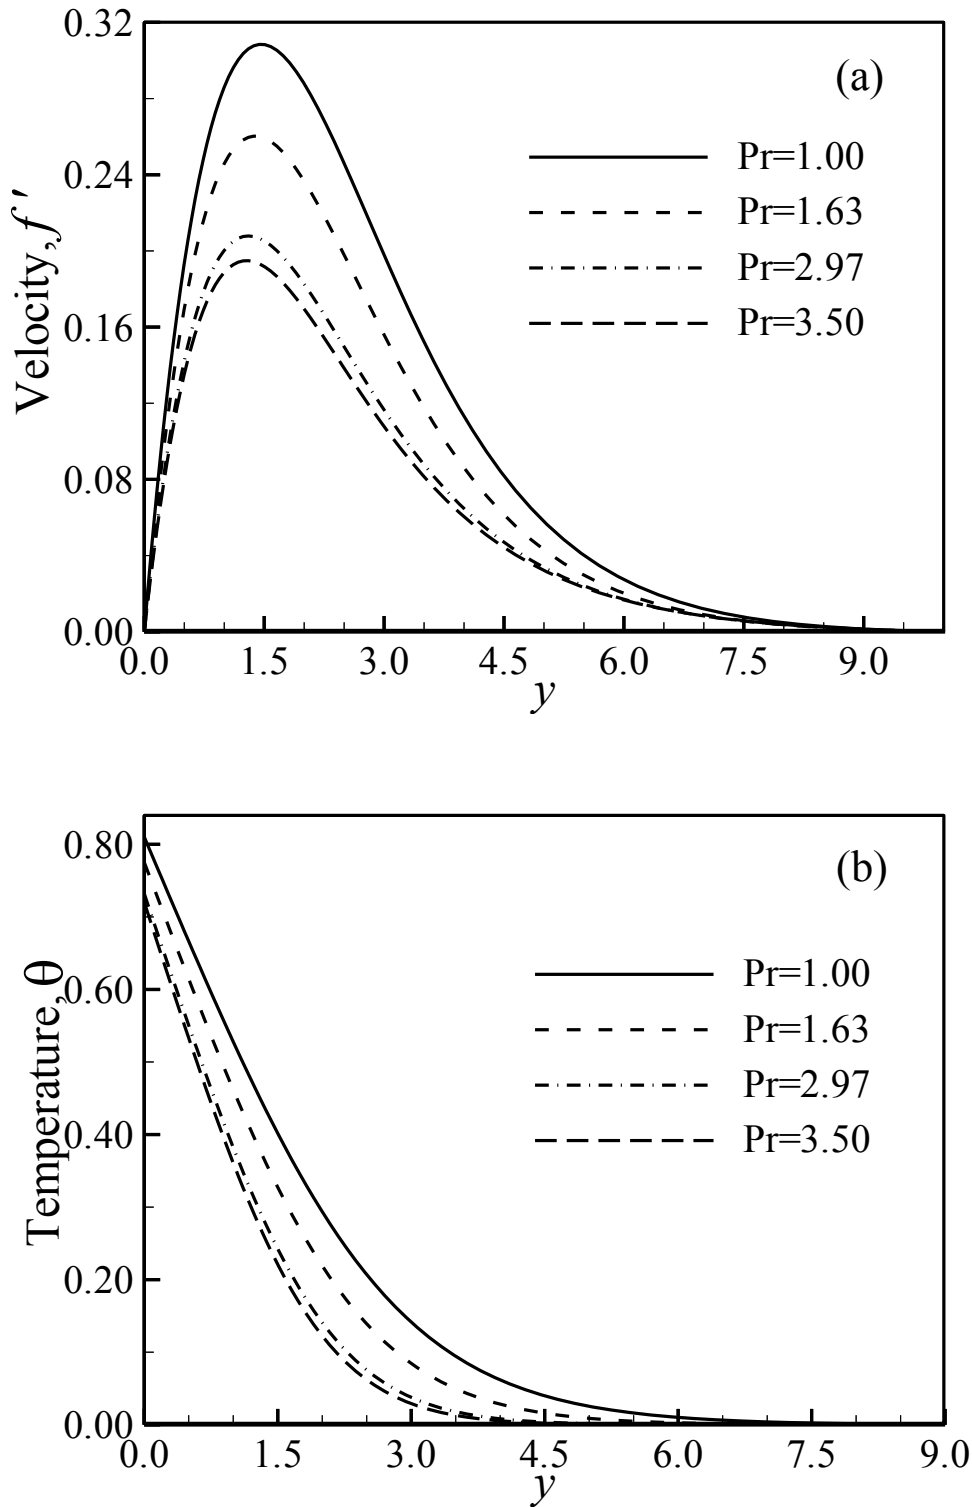 0.32
(a)
Pr=1.00
0.24
Pr=1.63
Velocity, f ′
Pr=2.97
0.16
Pr=3.50
0.08
0.00
0.0 1.5 3.0 4.5 6.0 7.5 9.0
y
0.80
(b)
Pr=1.00
0.60
Pr=1.63
Temperature, θ
Pr=2.97
0.40
Pr=3.50
0.20
0.00
0.0 1.5 3.0 4.5 6.0 7.5 9.0
y